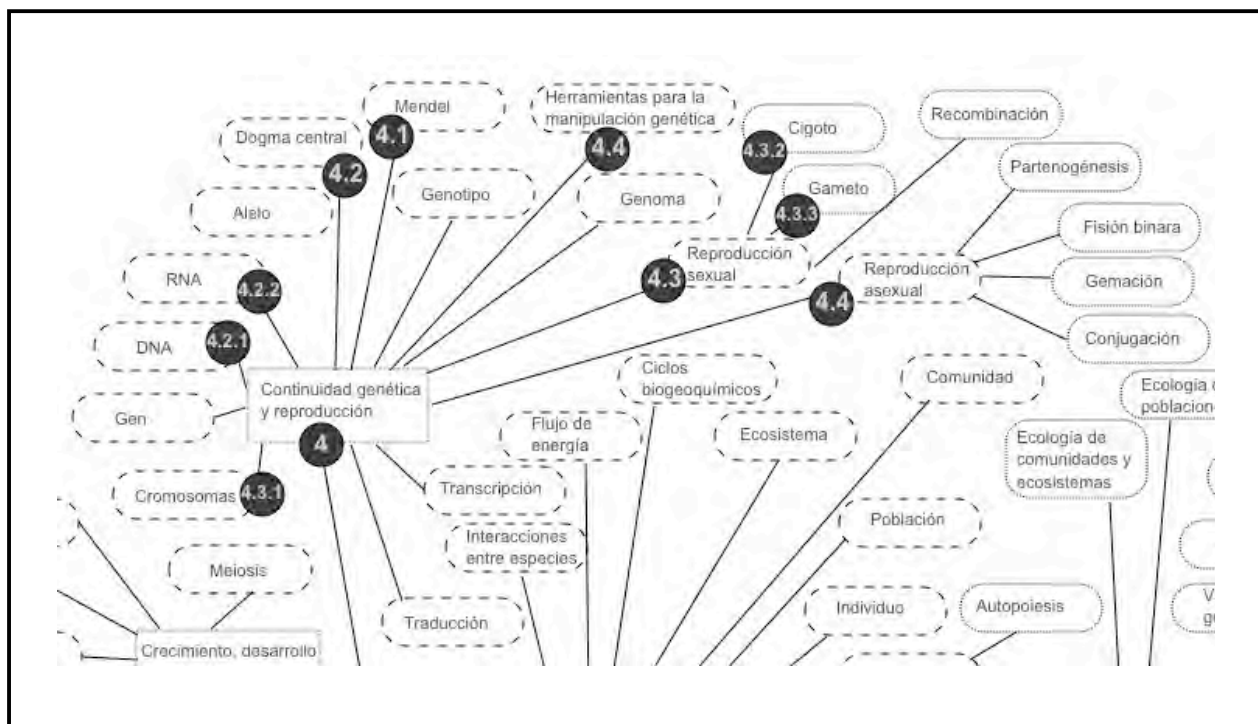 Mendel
4.1
Herramientas para la
manipulación genética
4.4
Dogma central
4.2
Cigoto
4.3.2
Recombinación
Partenogénesis
Alelo
Genotipo
Genoma
Gameto
4.3.3
Fisión binara
RNA
4.2.2
Reproducción
sexual
4.3
Reproducción
asexual
4.4
Gemación
DNA
4.2.1
Conjugación
Continuidad genética
y reproducción
4
Gen
Ciclos
biogeoquímicos
Comunidad
Ecología
poblacione
Flujo de
energía
Ecosistema
Ecología de
comunidades y
ecosistemas
Cromosomas
4.3.1
Transcripción
Población
Interacciones
entre especies
Meiosis
Individuo
Autopoiesis
V
g
Traducción
Crecimiento, desarrollo